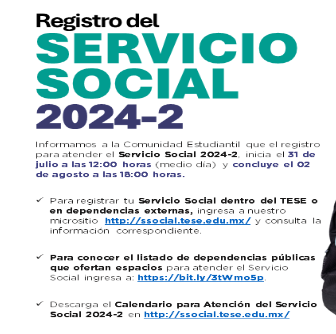 Registro del
SERVICIO
SOCIAL
2024-2
Informamos a la Comunidad Estudiantil que el registro
para atender el Servicio Social 2024-2, inicia el 31 de
julio a las 12:00 horas (medio día) y concluye el 02
de agosto a las 18:00 horas.
✓ Para registrar tu Servicio Social dentro del TESE o
en dependencias externas, ingresa a nuestro
micrositio http://ssocial.tese.edu.mx/ y consulta la
información correspondiente.
✓ Para conocer el listado de dependencias públicas
que ofertan espacios para atender el Servicio
Social ingresa a: https://bit.ly/3tWmo5p
✓ Descarga el Calendario para Atención del Servicio
Social 2024-2 en http://ssocial.tese.edu.mx/